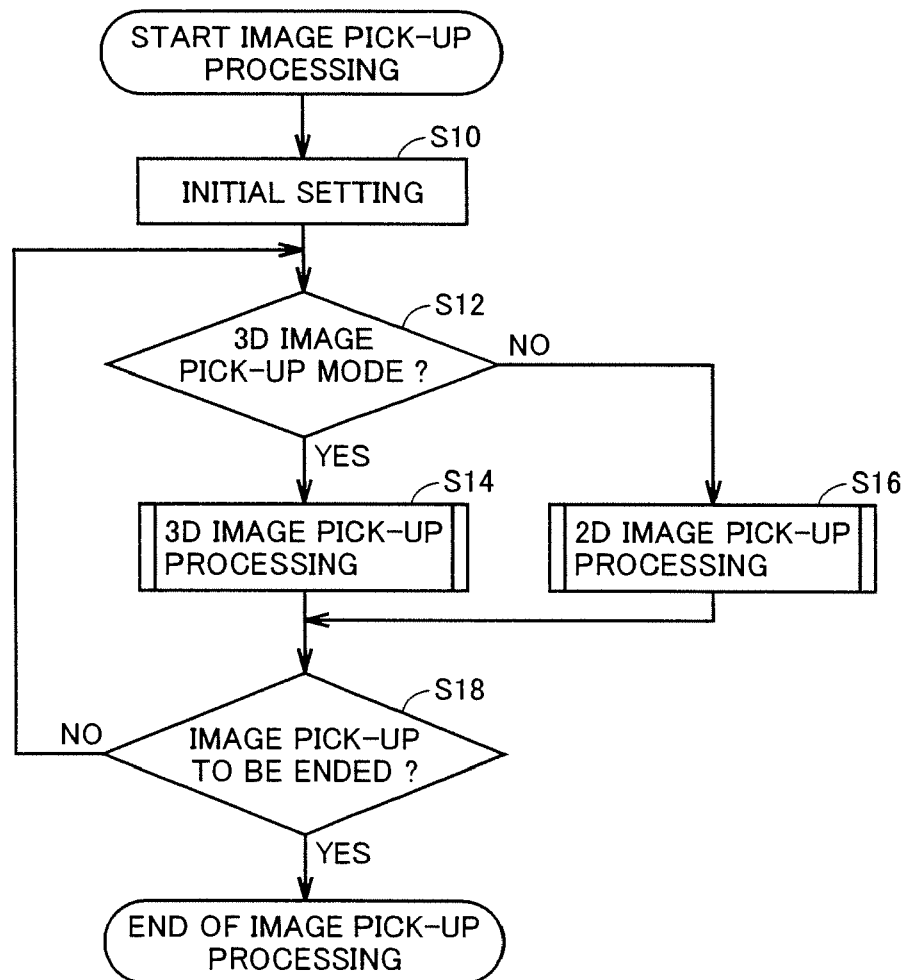 START IMAGE PICK-UP
PROCESSING
S10
INITIAL SETTING
S12
3D IMAGE
PICK-UP MODE ?
NO
YES
S14
3D IMAGE PICK-UP
PROCESSING
S16
2D IMAGE PICK-UP
PROCESSING
S18
IMAGE PICK-UP
TO BE ENDED ?
NO
YES
END OF IMAGE PICK-UP
PROCESSING